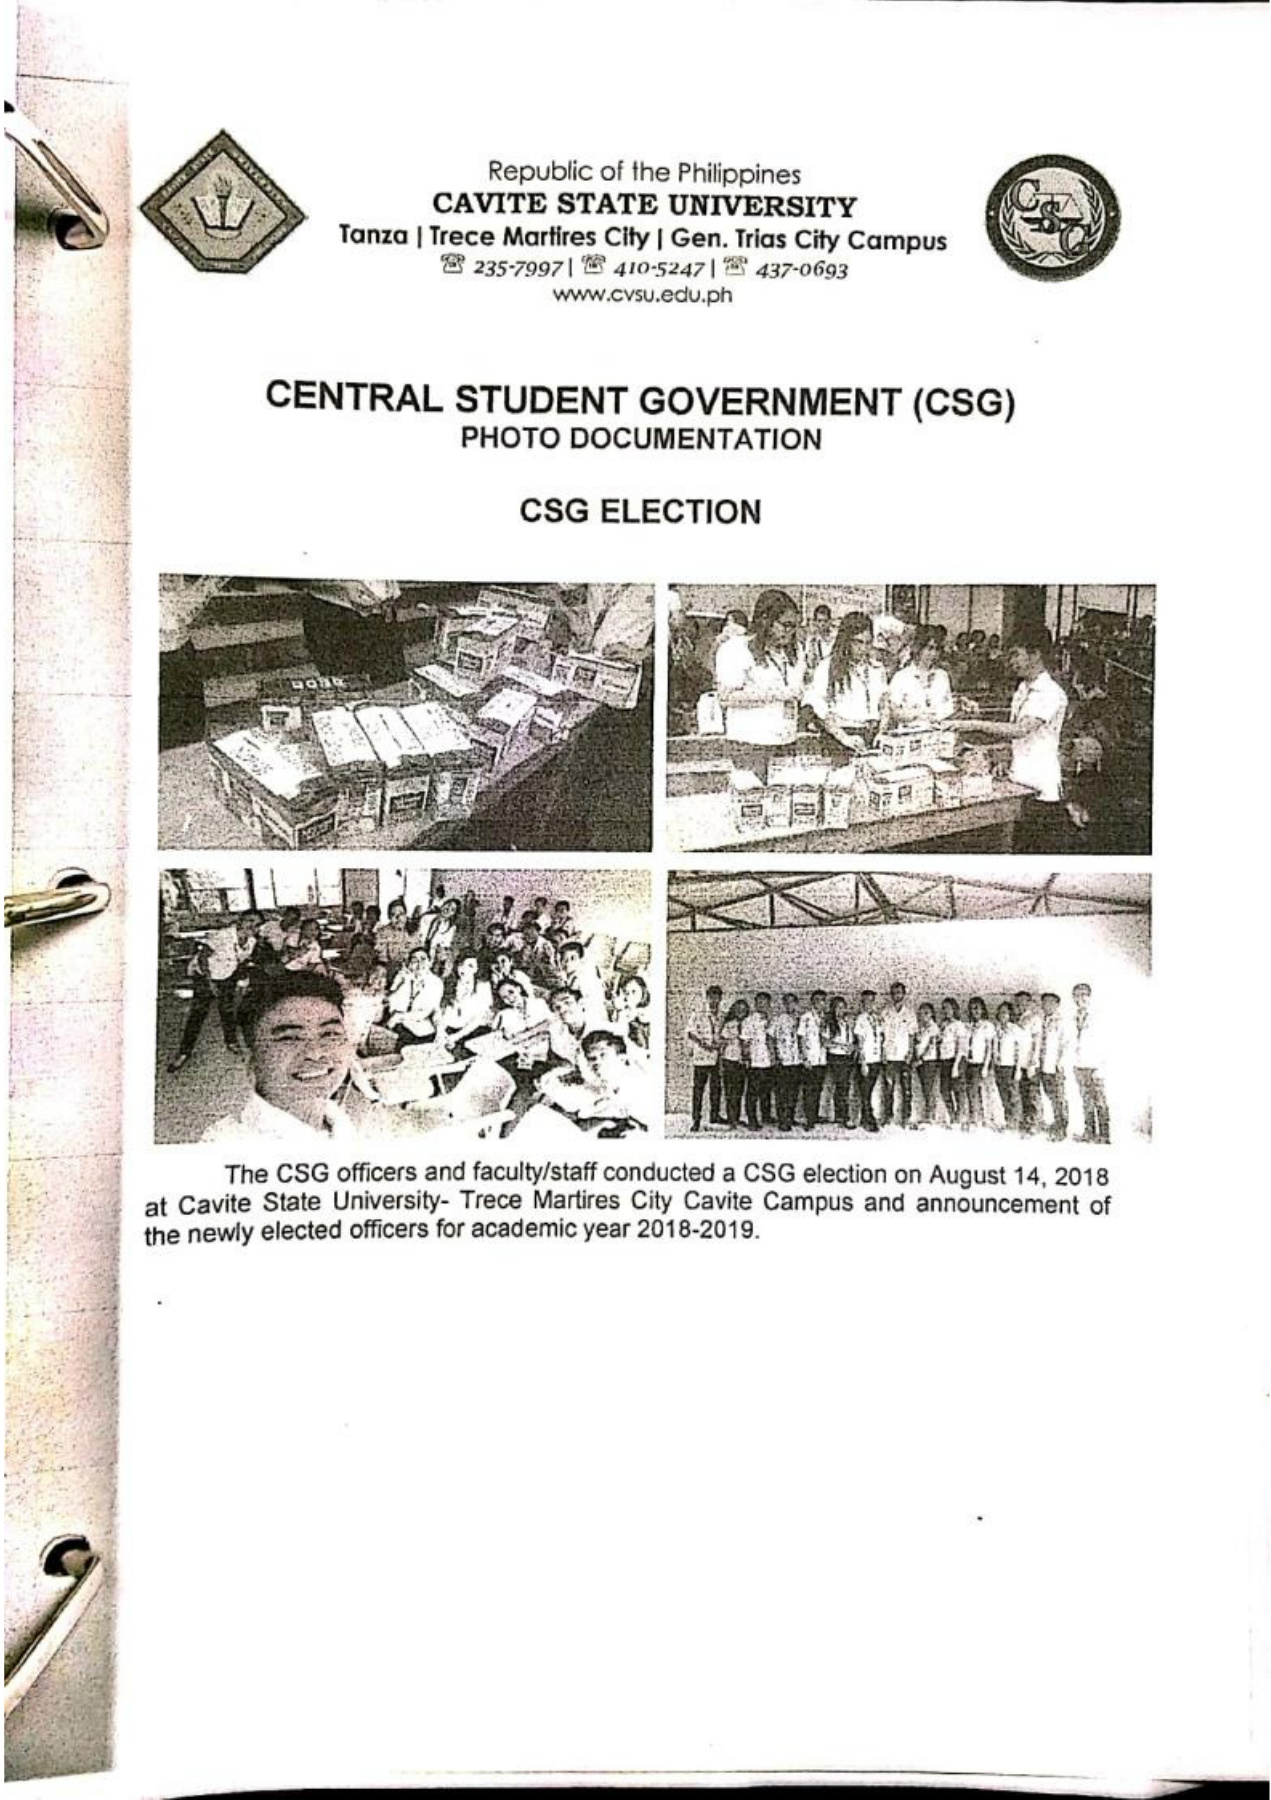 Republic of the Philippines
CAVITE STATE UNIVERSITY
Tanza | Trece Martires City | Gen. Trias City Campus
☏ 235-7997 | ☏ 410-5247 | ☏ 437-0693
www.cvsu.edu.ph
CSG
CENTRAL STUDENT GOVERNMENT (CSG)
PHOTO DOCUMENTATION
CSG ELECTION
The CSG officers and faculty/staff conducted a CSG election on August 14, 2018
at Cavite State University- Trece Martires City Cavite Campus and announcement of
the newly elected officers for academic year 2018-2019.